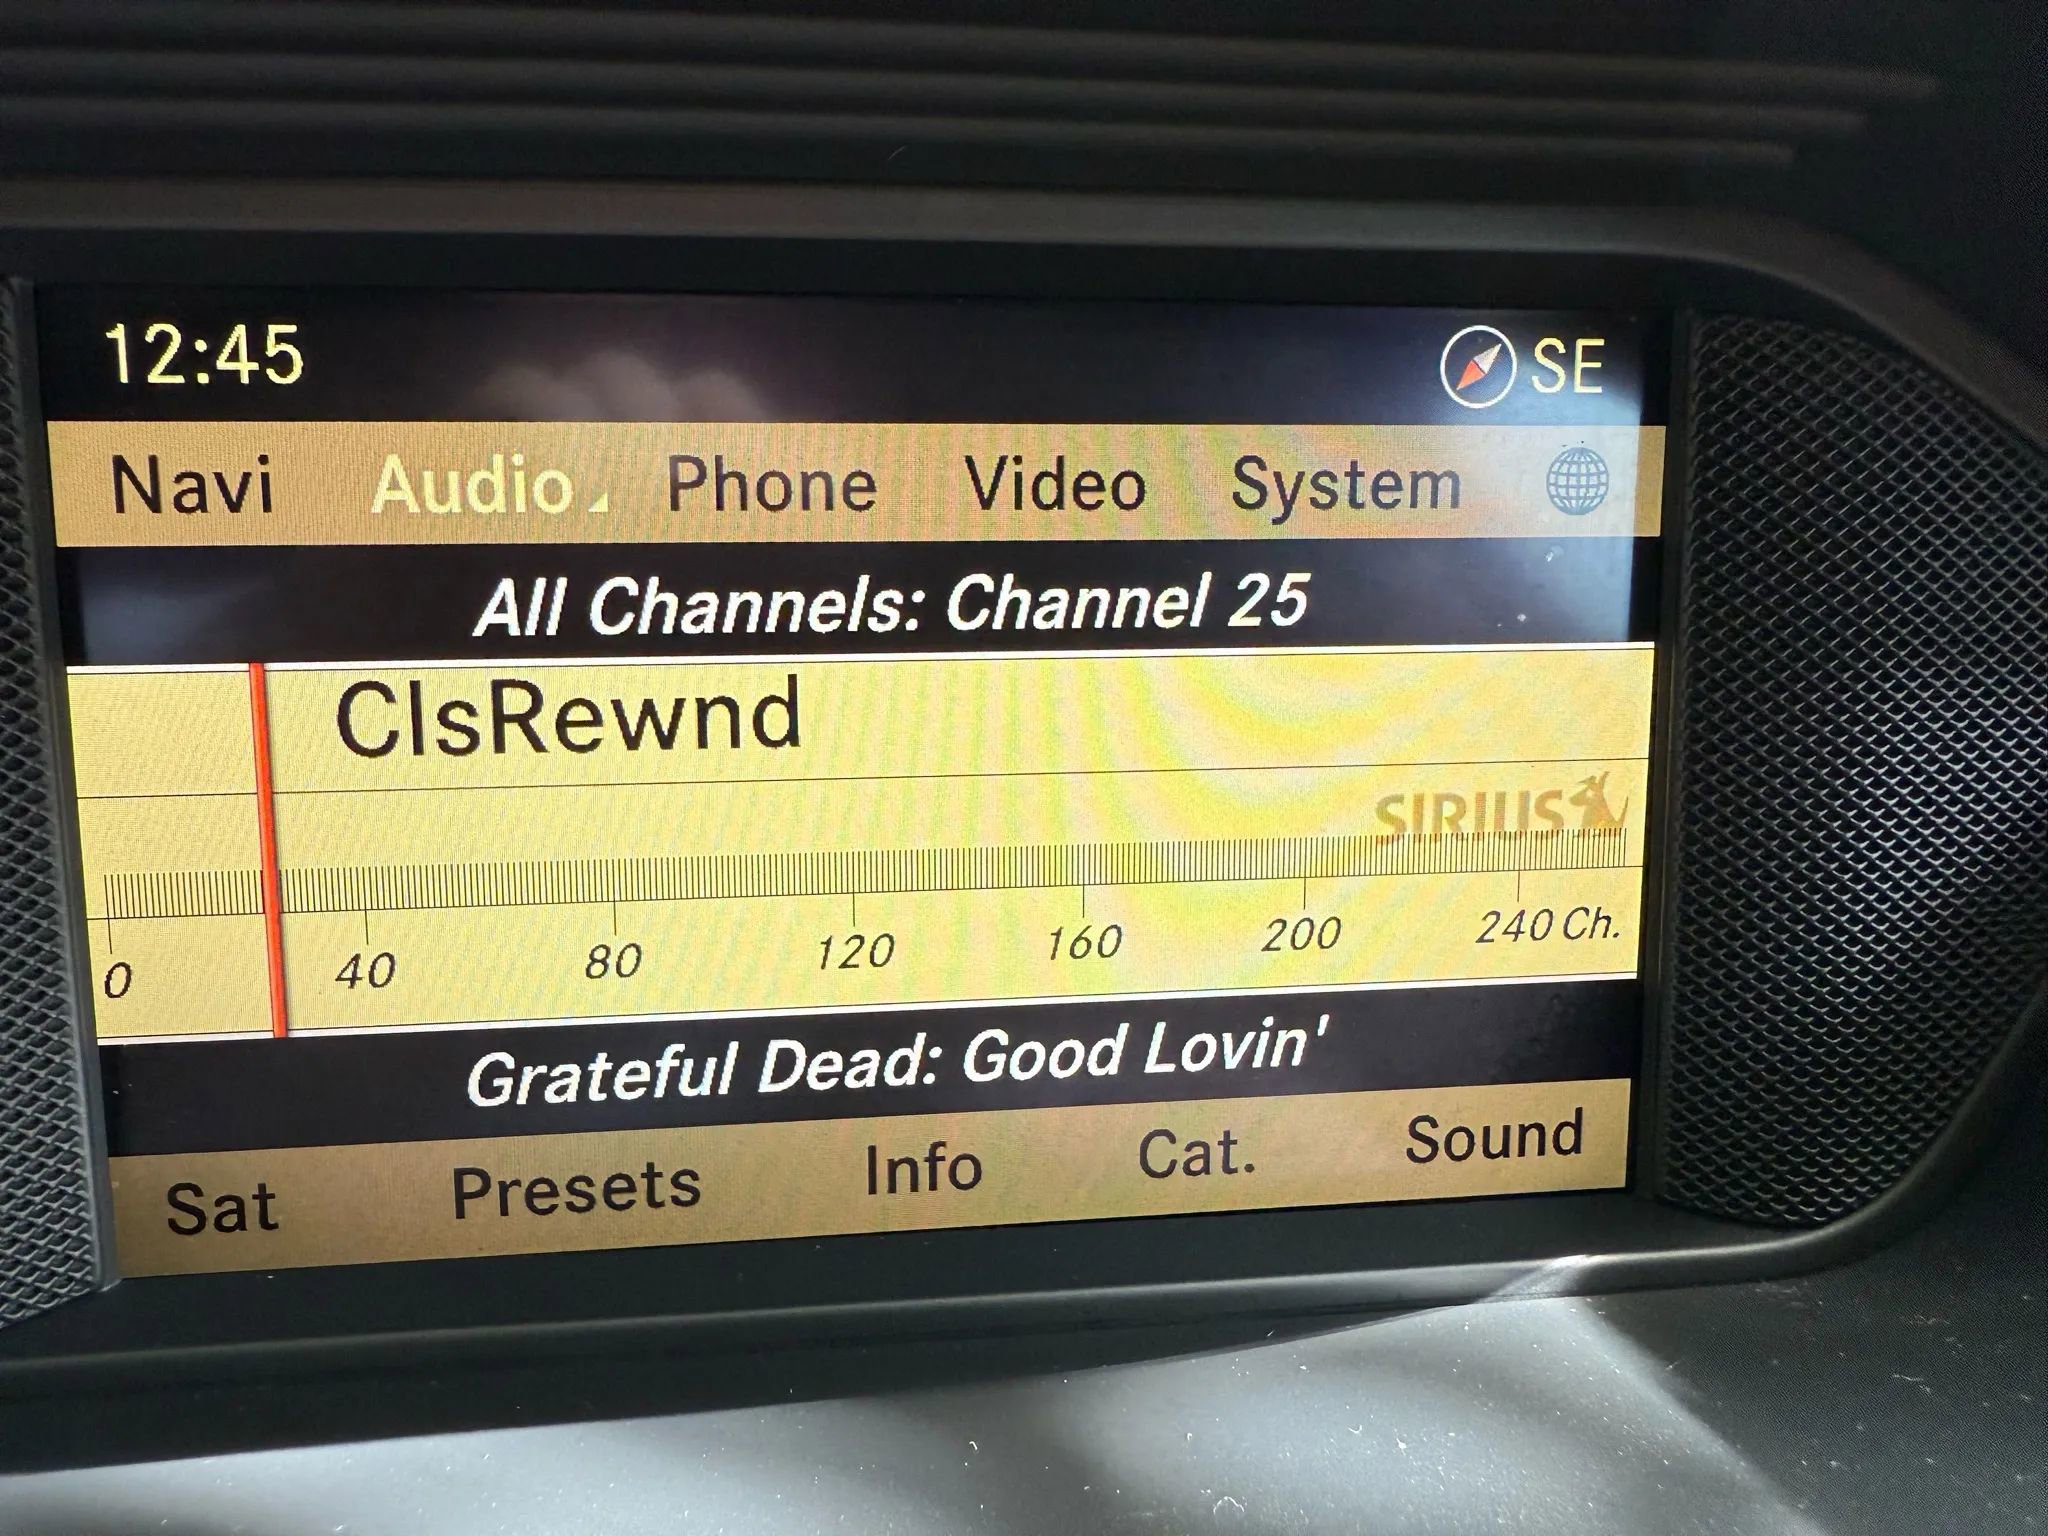 12:45 SE
Navi Audio Phone Video System
All Channels: Channel 25
ClsRewnd
SIRIUS
0 40 80 120 160 200 240 Ch.
Grateful Dead: Good Lovin'
Sat Presets Info Cat. Sound